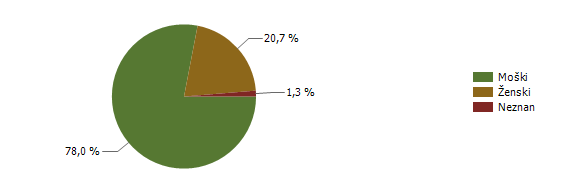 20,7 %
1,3 %
78,0 %
Moški
Ženski
Neznan